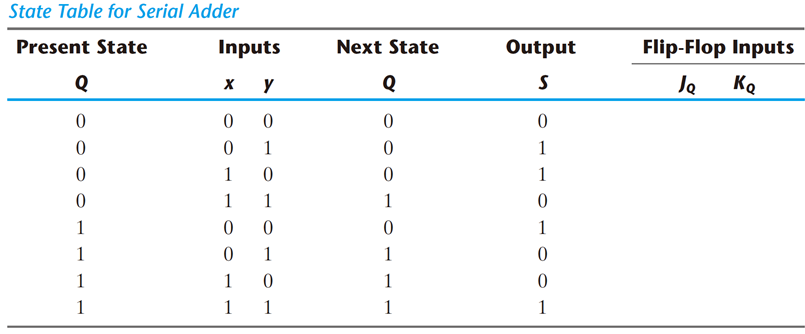 State Table for Serial Adder
Present State Inputs Next State Output Flip-Flop Inputs
Q x y Q S J_Q K_Q
0 0 0 0 0
0 0 1 0 1
0 1 0 0 1
0 1 1 1 0
1 0 0 0 1
1 0 1 1 0
1 1 0 1 0
1 1 1 1 1